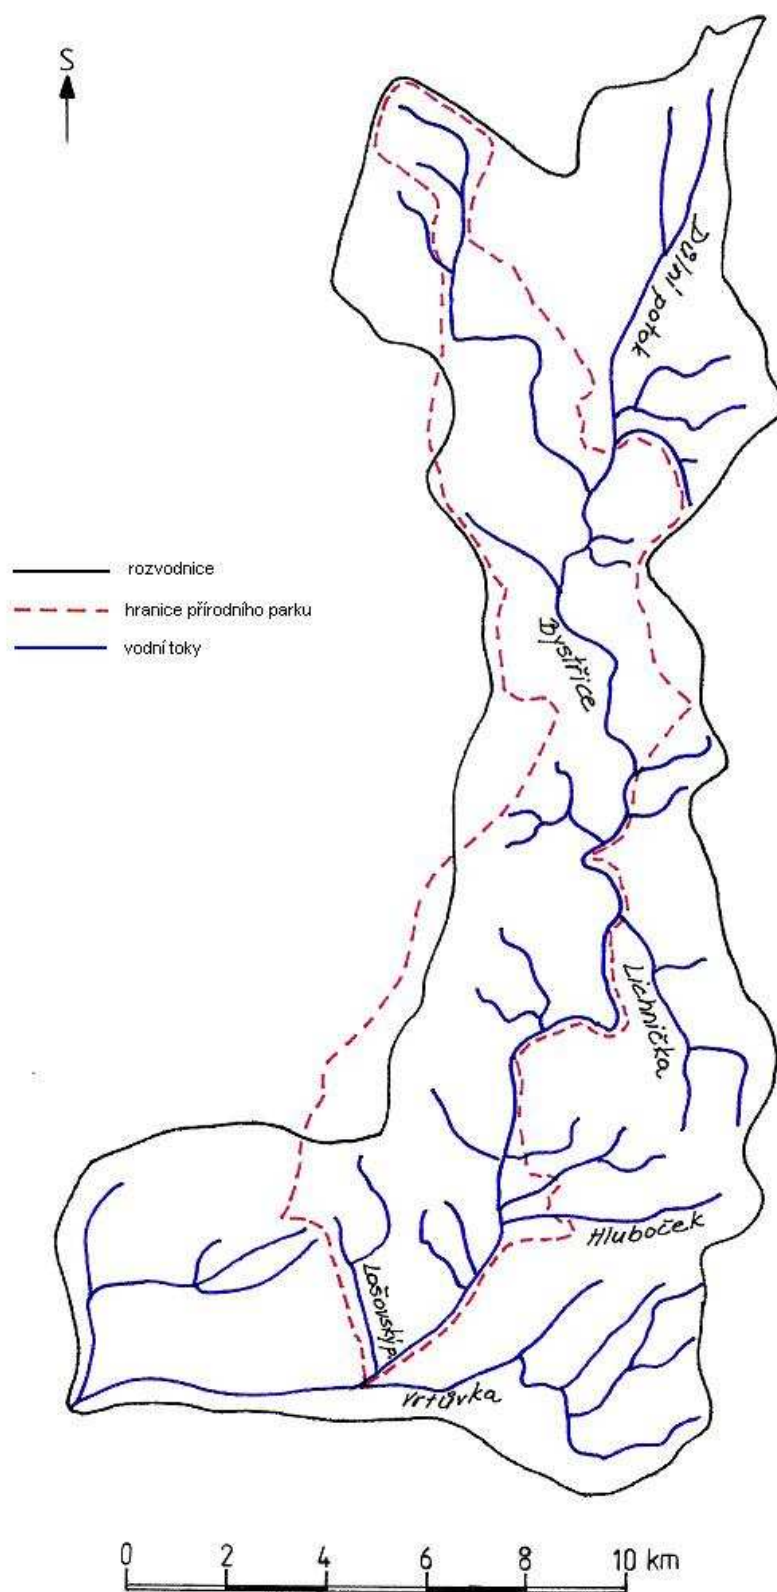 S
Důlní potok
rozvodnice
hranice přírodního parku
vodní toky
Bystřice
Lichnička
Hluboček
Lošovský p.
Vrtůvka
0 2 4 6 8 10 km